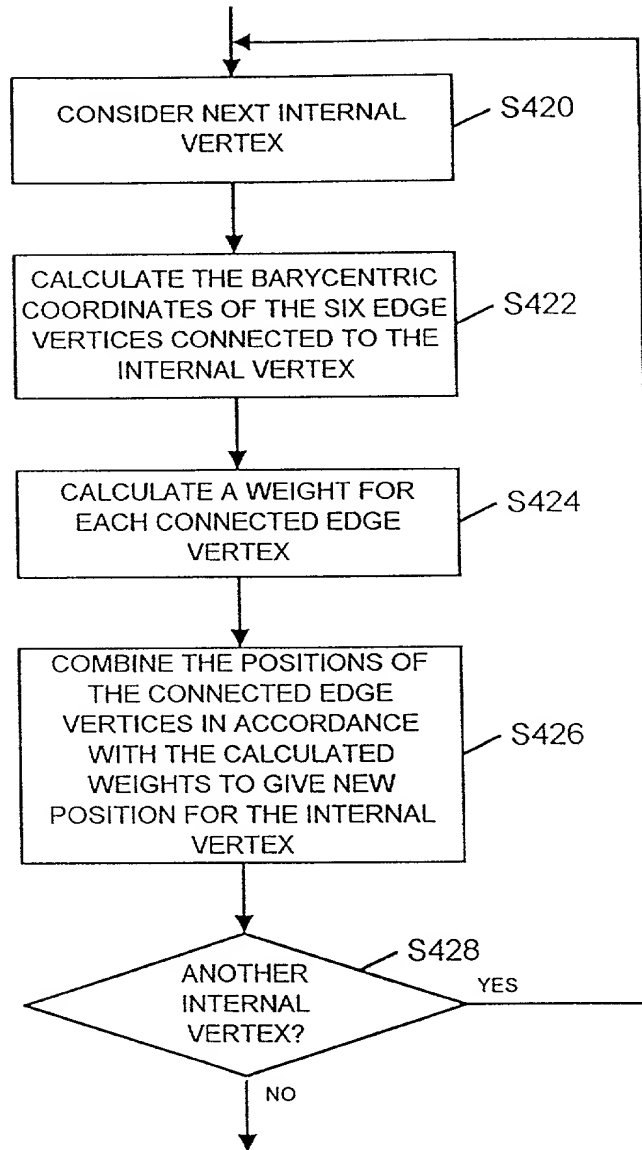 CONSIDER NEXT INTERNAL
VERTEX
S420
CALCULATE THE BARYCENTRIC
COORDINATES OF THE SIX EDGE
VERTICES CONNECTED TO THE
INTERNAL VERTEX
S422
CALCULATE A WEIGHT FOR
EACH CONNECTED EDGE
VERTEX
S424
COMBINE THE POSITIONS OF
THE CONNECTED EDGE
VERTICES IN ACCORDANCE
WITH THE CALCULATED
WEIGHTS TO GIVE NEW
POSITION FOR THE INTERNAL
VERTEX
S426
S428
ANOTHER
INTERNAL
VERTEX?
YES
NO